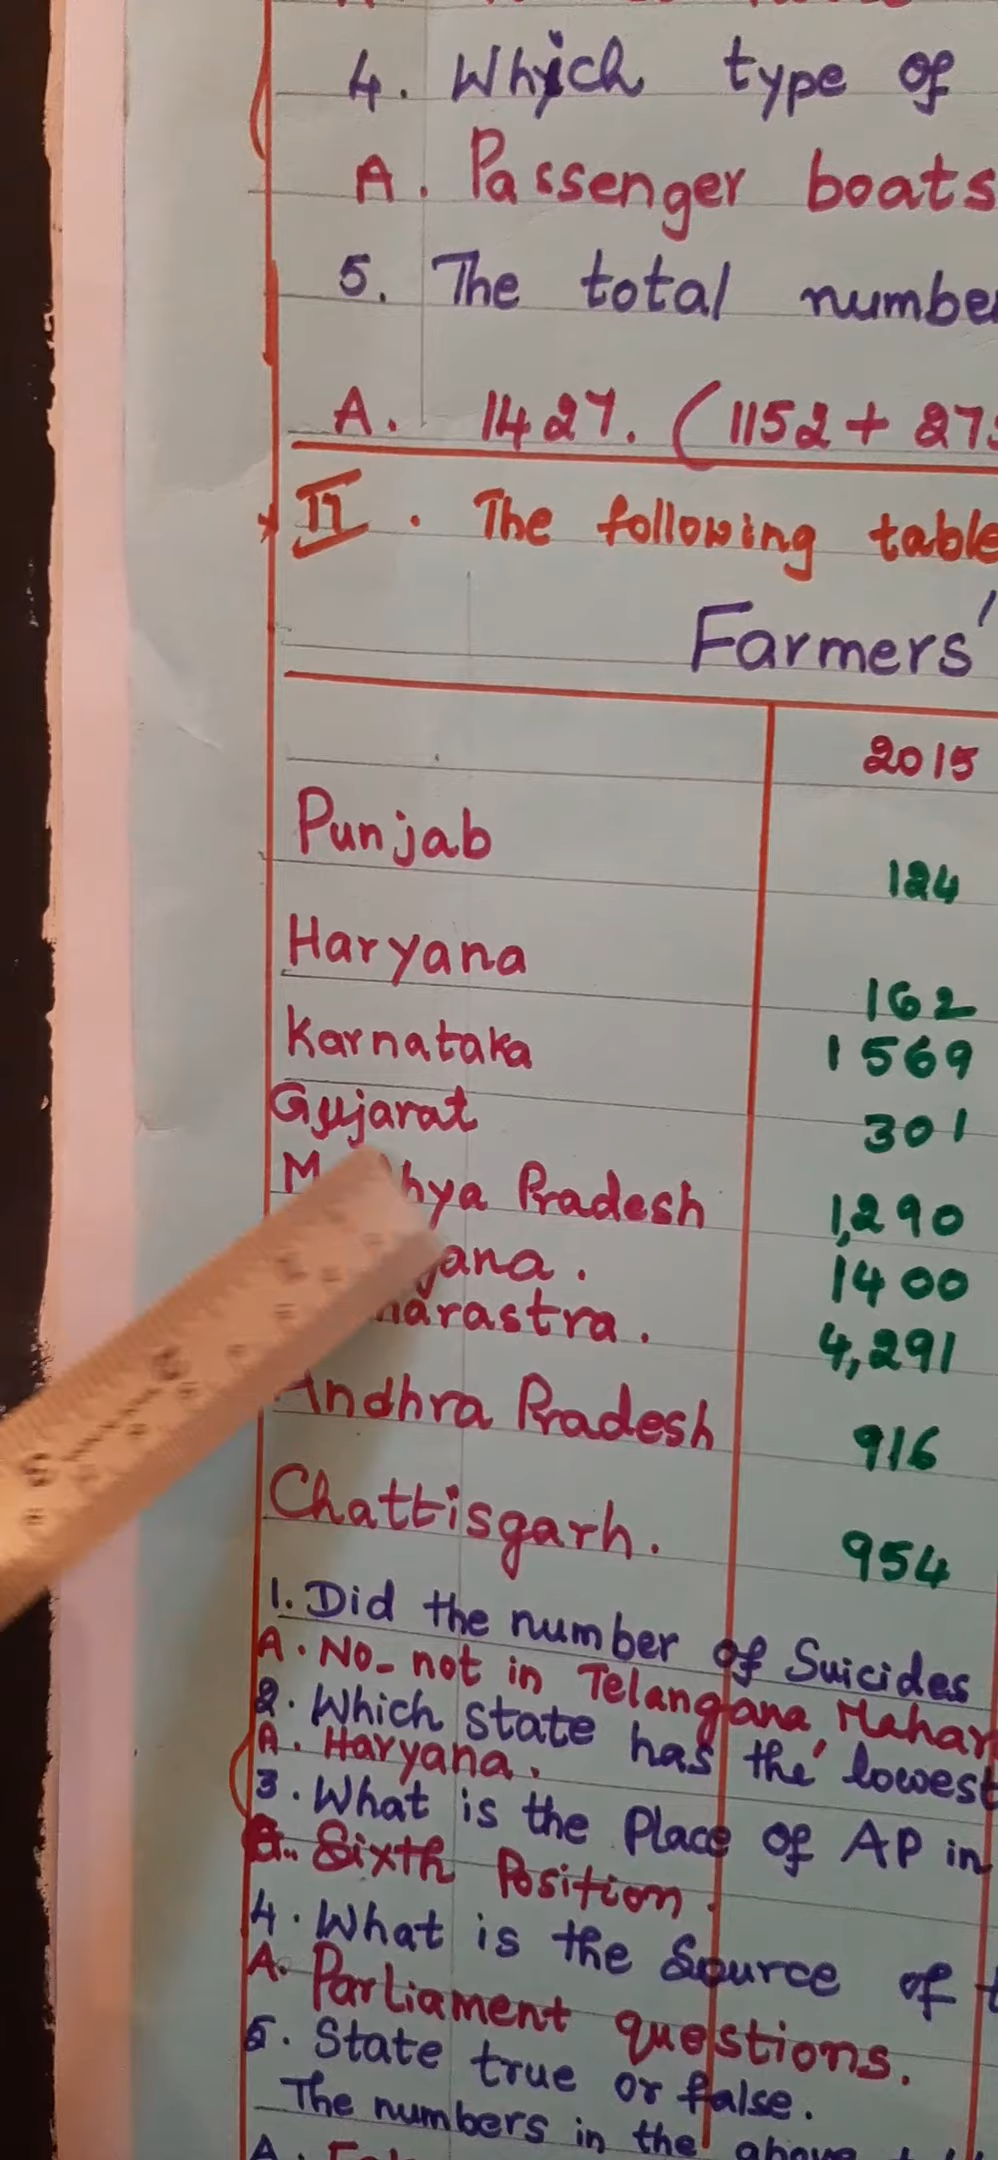 4. Which type of
A. Passenger boats
5. The total numbe
A. 1427. (1152 + 27
II. The following table
Farmers'
2015
Punjab 124
Haryana 162
Karnataka 1569
Gujarat 301
Pradesh 1,290
1400
4,291
Andhra Pradesh 916
Chattisgarh. 954
1. Did the number of Suicides
A. No- not in Telangana, Mahar
2. Which state has the lowest
A. Haryana.
3. What is the Place of AP in
Sixth Position.
4. What is the Source of t
A. Parliament questions.
5. State true or false.
The numbers in the above
A.